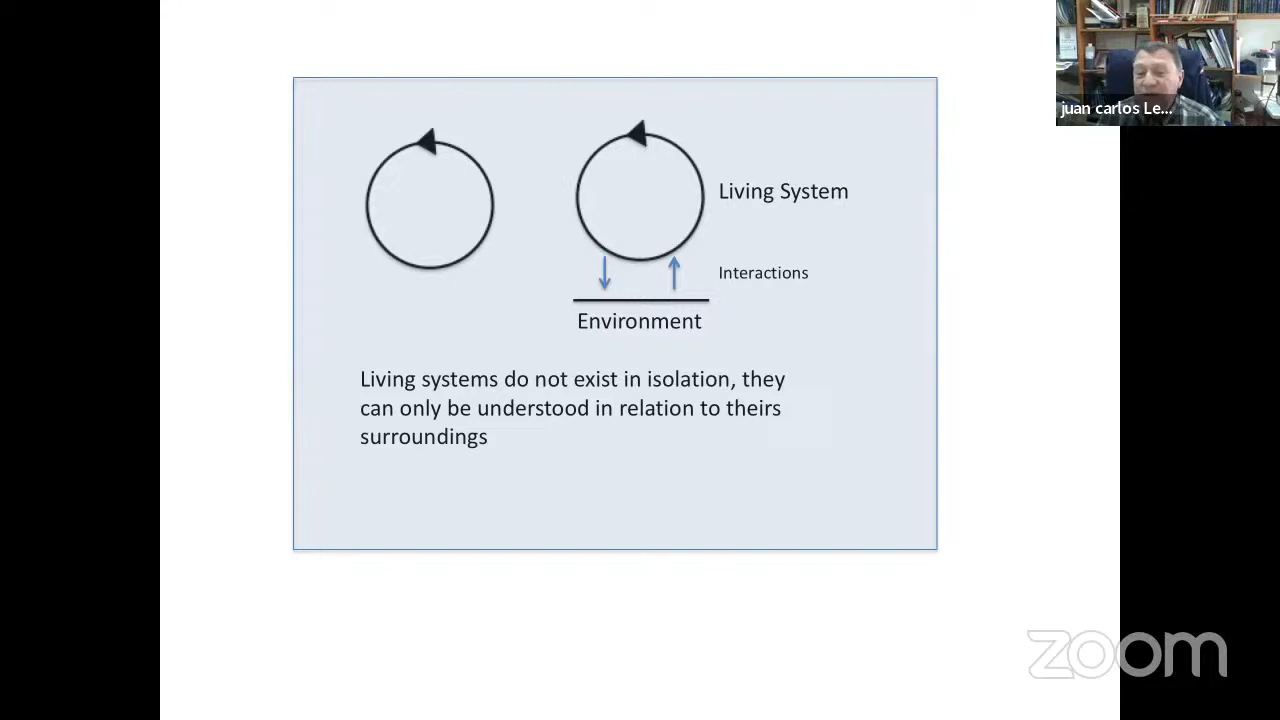 juan carlos Le...
Living System
Interactions
Environment
Living systems do not exist in isolation, they
can only be understood in relation to theirs
surroundings
zoom